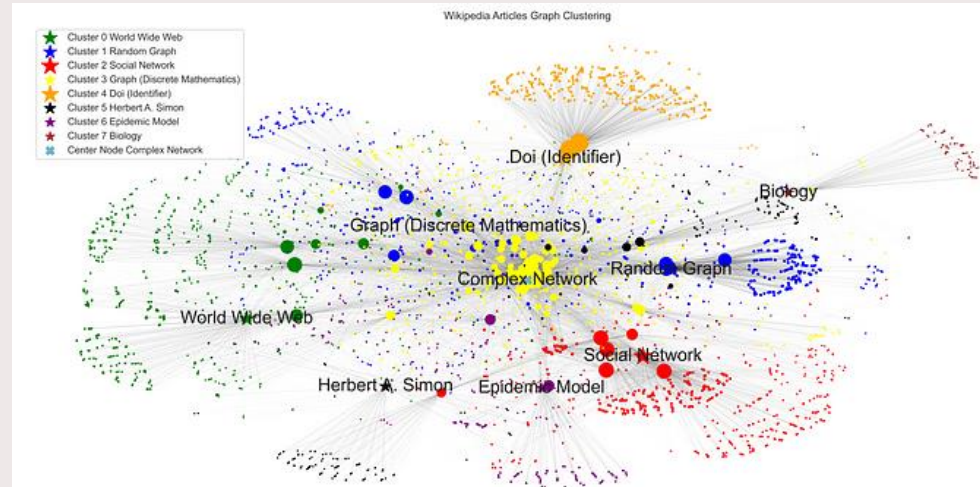 Wikipedia Articles Graph Clustering
Cluster 0 World Wide Web
Cluster 1 Random Graph
Cluster 2 Social Network
Cluster 3 Graph (Discrete Mathematics)
Cluster 4 Doi (Identifier)
Cluster 5 Herbert A. Simon
Cluster 6 Epidemic Model
Cluster 7 Biology
Center Node Complex Network
Doi (Identifier)
Biology
Graph (Discrete Mathematics)
Random Graph
Complex Network
World Wide Web
Social Network
Herbert A. Simon
Epidemic Model